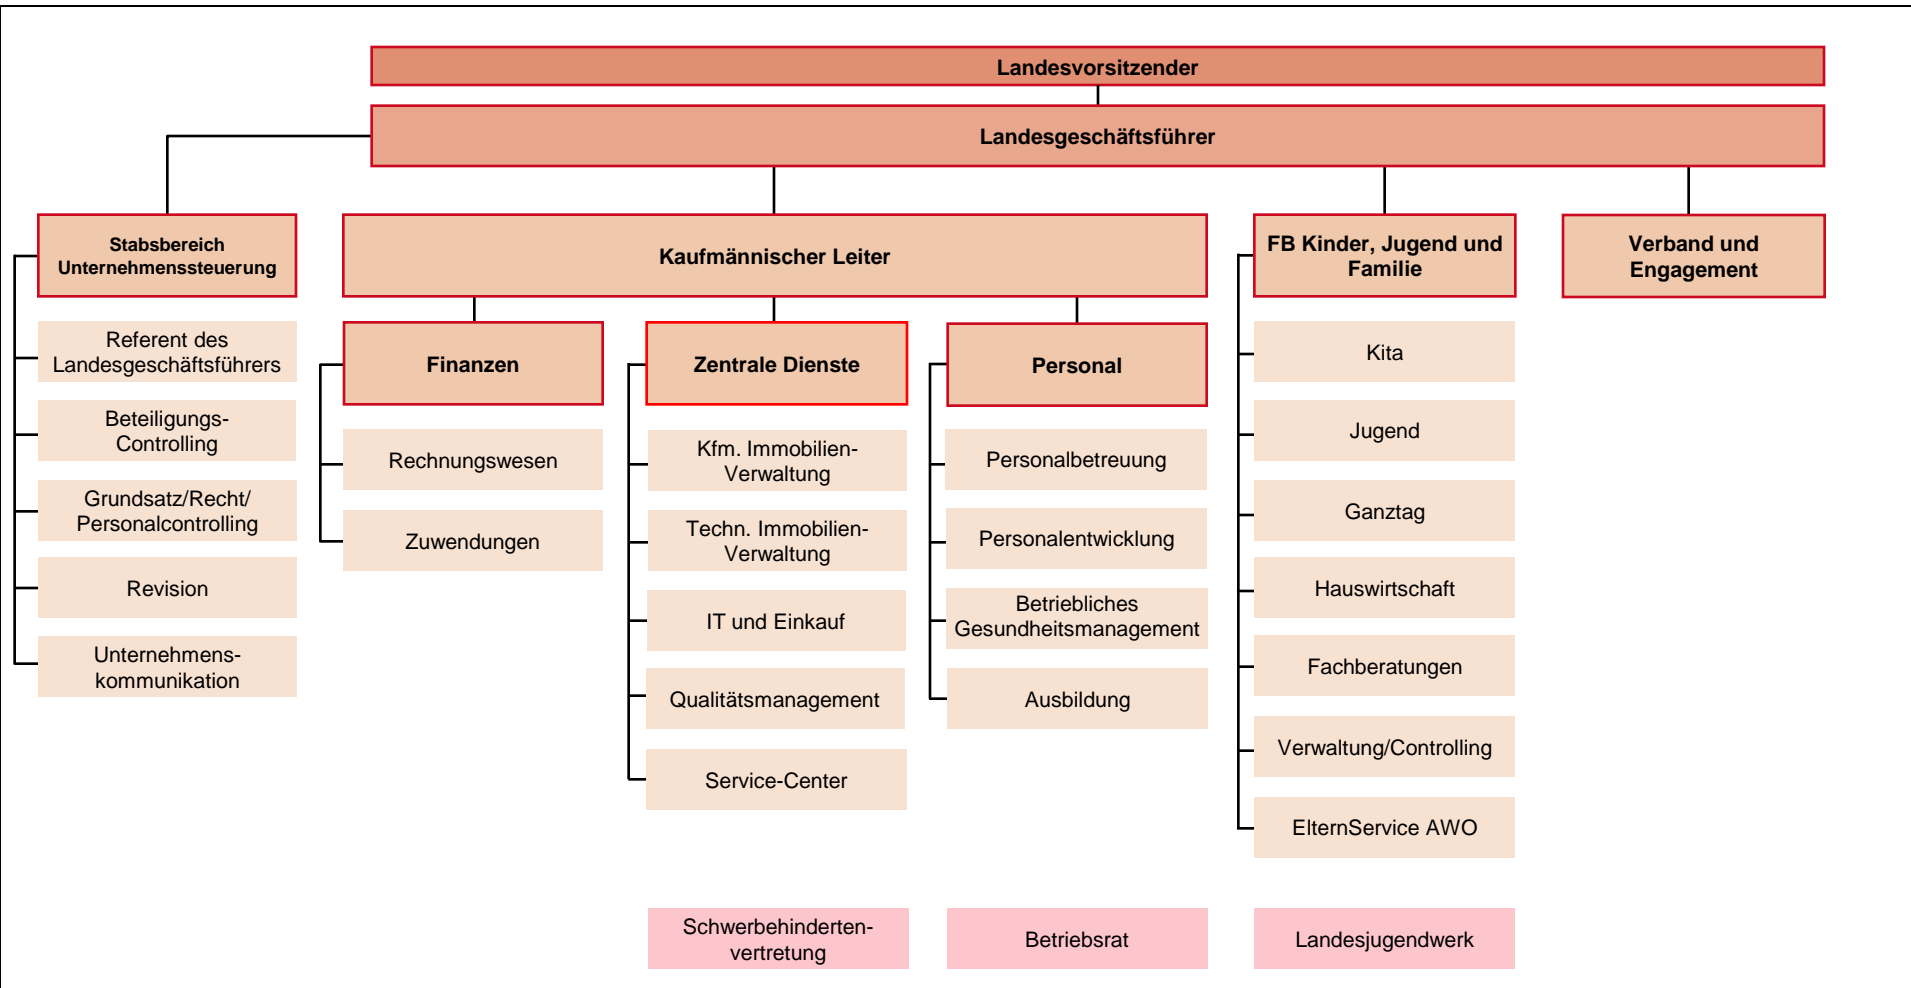 Landesvorsitzender
Landesgeschäftsführer
Stabsbereich
Unternehmenssteuerung
Kaufmännischer Leiter
FB Kinder, Jugend und
Familie
Verband und
Engagement
Referent des
Landesgeschäftsführers
Beteiligungs-
Controlling
Grundsatz/Recht/
Personalcontrolling
Revision
Unternehmens-
kommunikation
Finanzen
Rechnungswesen
Zuwendungen
Zentrale Dienste
Kfm. Immobilien-
Verwaltung
Techn. Immobilien-
Verwaltung
IT und Einkauf
Qualitätsmanagement
Service-Center
Personal
Personalbetreuung
Personalentwicklung
Betriebliches
Gesundheitsmanagement
Ausbildung
Kita
Jugend
Ganztag
Hauswirtschaft
Fachberatungen
Verwaltung/Controlling
ElternService AWO
Schwerbehinderten-
vertretung
Betriebsrat
Landesjugendwerk